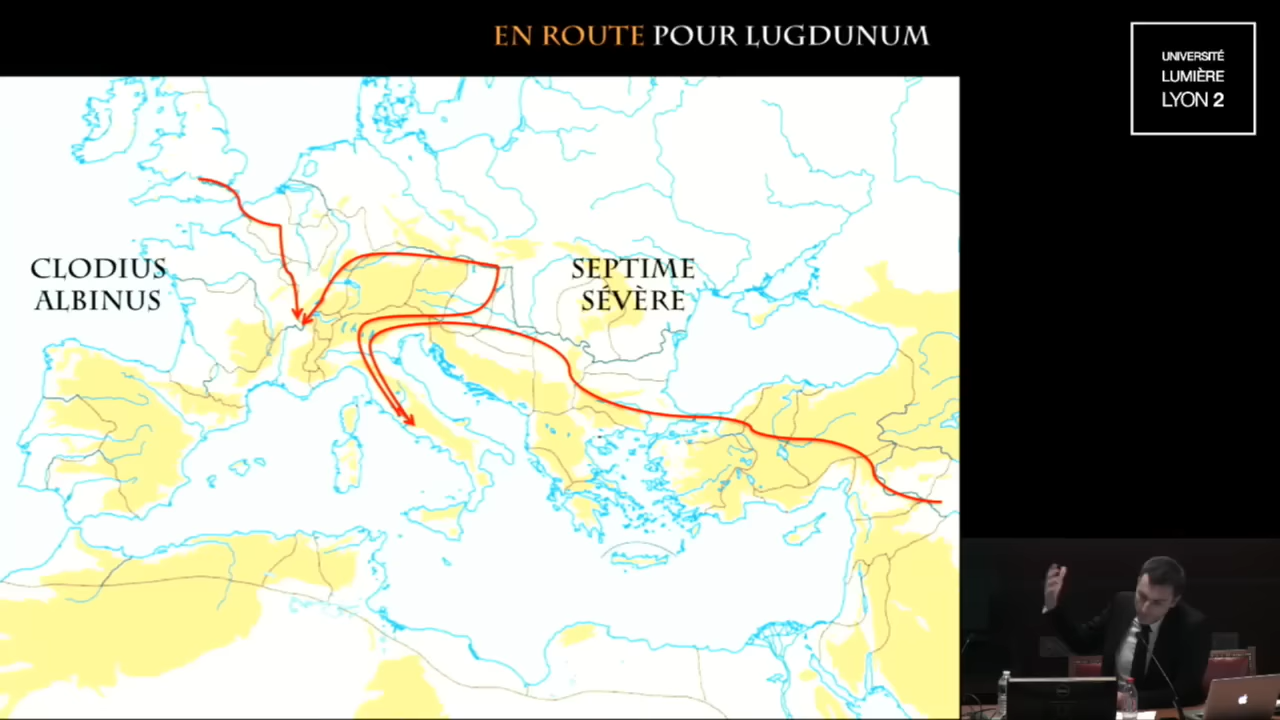 EN ROUTE POUR LUGDUNUM
UNIVERSITÉ
LUMIÈRE
LYON 2
CLODIUS
ALBINUS
SEPTIME
SÉVÈRE